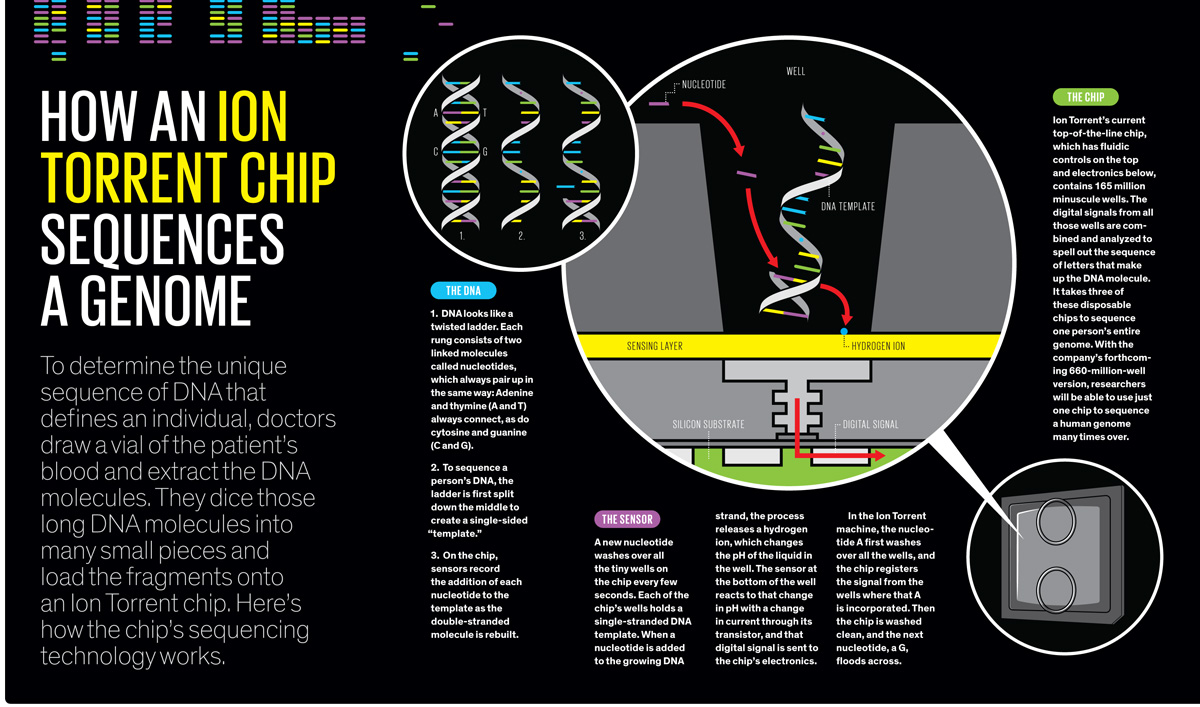 HOW AN ION
TORRENT CHIP
SEQUENCES
A GENOME
To determine the unique
sequence of DNA that
defines an individual, doctors
draw a vial of the patient's
blood and extract the DNA
molecules. They dice those
long DNA molecules into
many small pieces and
load the fragments onto
an Ion Torrent chip. Here's
how the chip's sequencing
technology works.
A
T
C
G
1.
2.
3.
THE DNA
1. DNA looks like a
twisted ladder. Each
rung consists of two
linked molecules
called nucleotides,
which always pair up in
the same way: Adenine
and thymine (A and T)
always connect, as do
cytosine and guanine
(C and G).
2. To sequence a
person's DNA, the
ladder is first split
down the middle to
create a single-sided
“template.”
3. On the chip,
sensors record
the addition of each
nucleotide to the
template as the
double-stranded
molecule is rebuilt.
NUCLEOTIDE
WELL
DNA TEMPLATE
SENSING LAYER
HYDROGEN ION
SILICON SUBSTRATE
DIGITAL SIGNAL
THE SENSOR
A new nucleotide
washes over all
the tiny wells on
the chip every few
seconds. Each of the
chip's wells holds a
single-stranded DNA
template. When a
nucleotide is added
to the growing DNA
strand, the process
releases a hydrogen
ion, which changes
the pH of the liquid in
the well. The sensor at
the bottom of the well
reacts to that change
in pH with a change
in current through its
transistor, and that
digital signal is sent to
the chip's electronics.
In the Ion Torrent
machine, the nucleo-
tide A first washes
over all the wells, and
the chip registers
the signal from the
wells where that A
is incorporated. Then
the chip is washed
clean, and the next
nucleotide, a G,
floods across.
THE CHIP
Ion Torrent's current
top-of-the-line chip,
which has fluidic
controls on the top
and electronics below,
contains 165 million
minuscule wells. The
digital signals from all
those wells are com-
bined and analyzed to
spell out the sequence
of letters that make
up the DNA molecule.
It takes three of
these disposable
chips to sequence
one person's entire
genome. With the
company's forthcom-
ing 660-million-well
version, researchers
will be able to use just
one chip to sequence
a human genome
many times over.